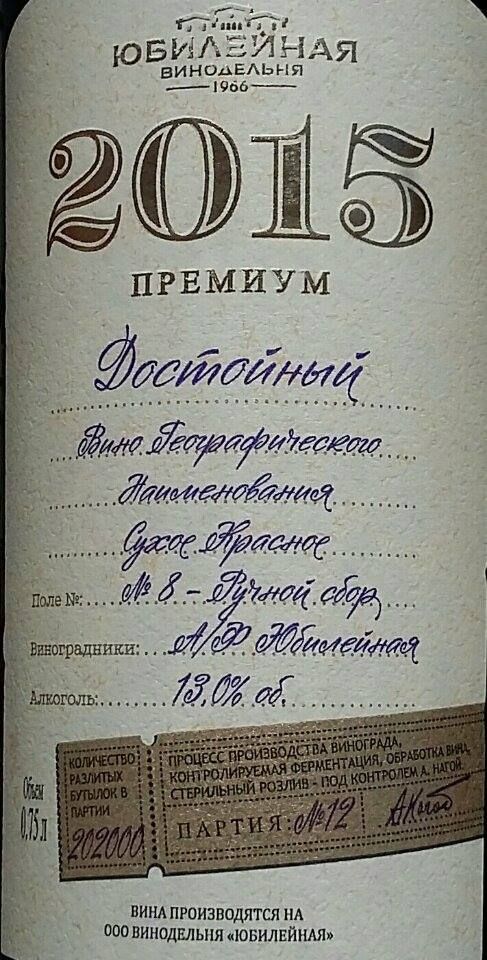 ЮБИЛЕЙНАЯ
ВИНОДЕЛЬНЯ
1966
2015
ПРЕМИУМ
Достойный
Вино Географического
Наименования
Сухое Красное
Поле №: № 8 - Ручной сбор
Виноградники: А/Ф Юбилейная
Алкоголь: 13,0% об.
Объем
0,75 л
КОЛИЧЕСТВО
РАЗЛИТЫХ
БУТЫЛОК В
ПАРТИИ
202000
ПРОЦЕСС ПРОИЗВОДСТВА ВИНОГРАДА,
КОНТРОЛИРУЕМАЯ ФЕРМЕНТАЦИЯ, ОБРАБОТКА ВИНА,
СТЕРИЛЬНЫЙ РОЗЛИВ - ПОД КОНТРОЛЕМ А. НАГОЙ
ПАРТИЯ: №12
ВИНА ПРОИЗВОДЯТСЯ НА
ООО ВИНОДЕЛЬНЯ «ЮБИЛЕЙНАЯ»